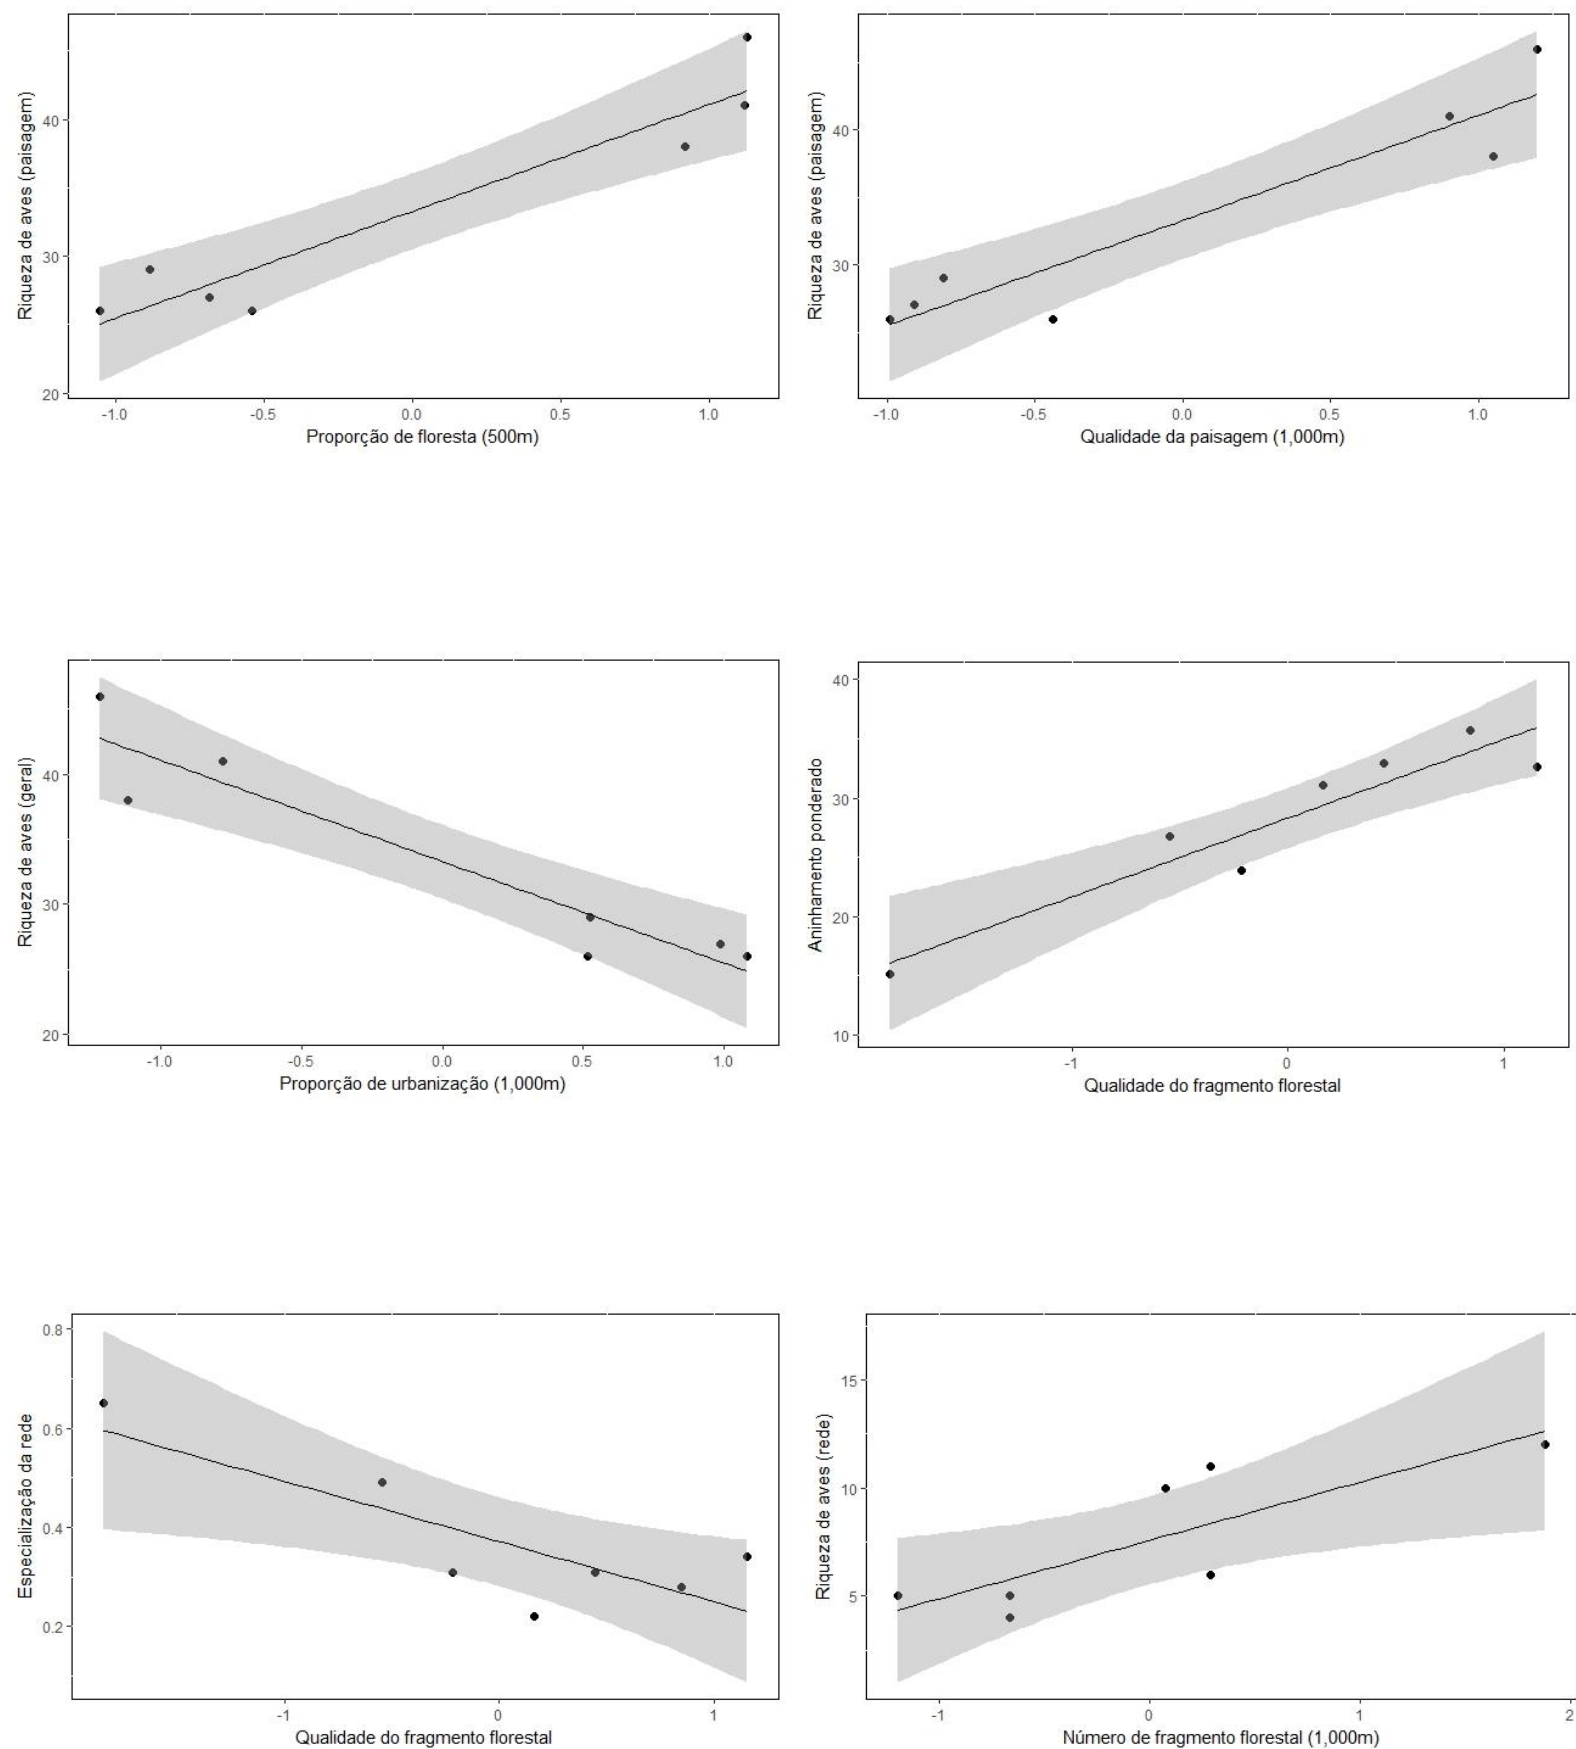 Riqueza de aves (paisagem)
40
30
20
-1.0 -0.5 0.0 0.5 1.0
Proporção de floresta (500m)
Riqueza de aves (paisagem)
40
30
-1.0 -0.5 0.0 0.5 1.0
Qualidade da paisagem (1,000m)
Riqueza de aves (geral)
40
30
20
-1.0 -0.5 0.0 0.5 1.0
Proporção de urbanização (1,000m)
Aninhamento ponderado
40
30
20
10
-1 0 1
Qualidade do fragmento florestal
Especialização da rede
0.8
0.6
0.4
0.2
-1 0 1
Qualidade do fragmento florestal
Riqueza de aves (rede)
15
10
5
-1 0 1 2
Número de fragmento florestal (1,000m)